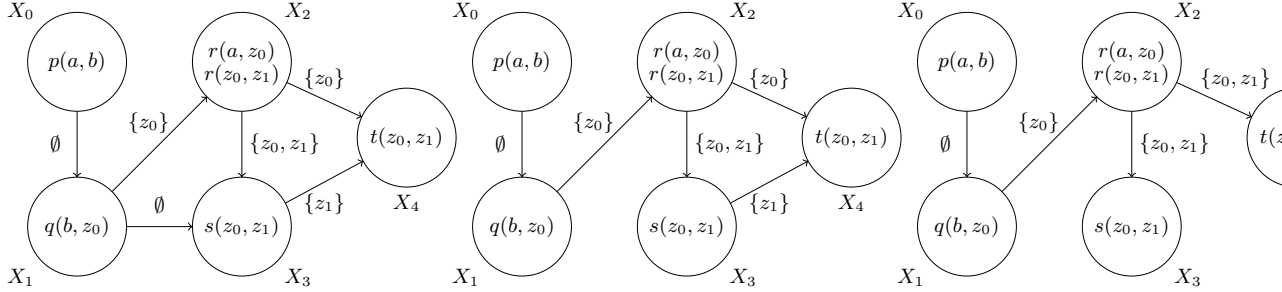 X₀ X₂ X₀ X₂ X₀ X₂
p(a, b) r(a, z₀) r(z₀, z₁) {z₀} p(a, b) r(a, z₀) r(z₀, z₁) {z₀} p(a, b) r(a, z₀) r(z₀, z₁) {z₀, z₁}
∅ {z₀} {z₀, z₁} t(z₀, z₁) ∅ {z₀} {z₀, z₁} t(z₀, z₁) ∅ {z₀} {z₀, z₁}
q(b, z₀) ∅ s(z₀, z₁) {z₁} X₄ q(b, z₀) s(z₀, z₁) {z₁} X₄ q(b, z₀) s(z₀, z₁)
X₁ X₃ X₁ X₃ X₁ X₃